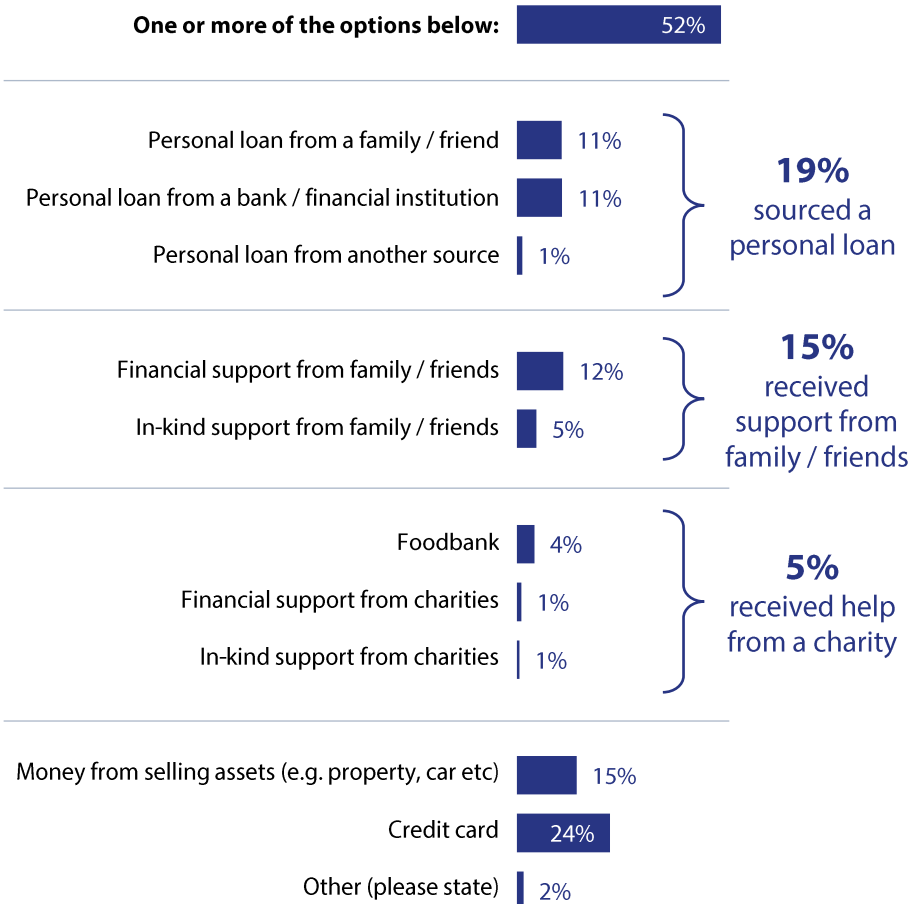 One or more of the options below: 52%
Personal loan from a family / friend 11%
Personal loan from a bank / financial institution 11%
Personal loan from another source 1%
19%
sourced a
personal loan
Financial support from family / friends 12%
In-kind support from family / friends 5%
15%
received
support from
family / friends
Foodbank 4%
Financial support from charities 1%
In-kind support from charities 1%
5%
received help
from a charity
Money from selling assets (e.g. property, car etc) 15%
Credit card 24%
Other (please state) 2%